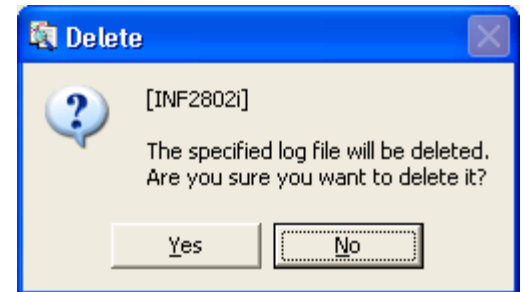 Delete
[INF2802i]
The specified log file will be deleted.
Are you sure you want to delete it?
Yes
No